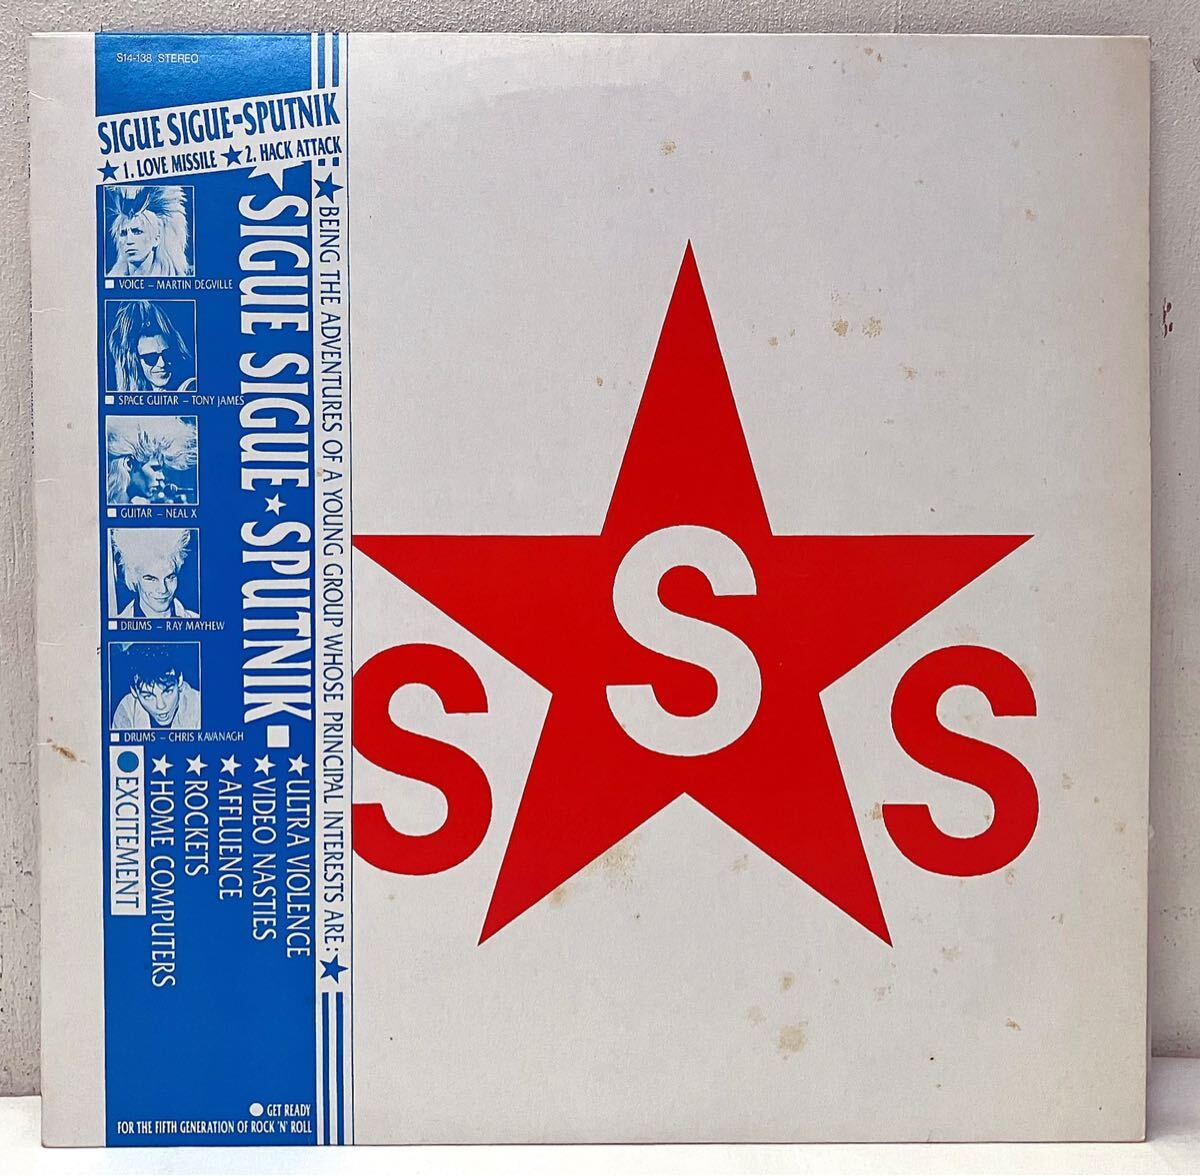 S14-138 STEREO
SIGUE SIGUE-SPUTNIK
★ 1. LOVE MISSILE ★ 2. HACK ATTACK
VOICE – MARTIN DEGVILLE
SPACE GUITAR – TONY JAMES
GUITAR – NEAL X
DRUMS – RAY MAYHEW
DRUMS – CHRIS KAVANAGH
★ SIGUE SIGUE ★ SPUTNIK
★ BEING THE ADVENTURES OF A YOUNG GROUP WHOSE PRINCIPAL INTERESTS ARE: ★
★ ULTRA VIOLENCE
★ VIDEO NASTIES
★ AFFLUENCE
★ ROCKETS
★ HOME COMPUTERS
● EXCITEMENT
● GET READY
FOR THE FIFTH GENERATION OF ROCK 'N' ROLL
S S S